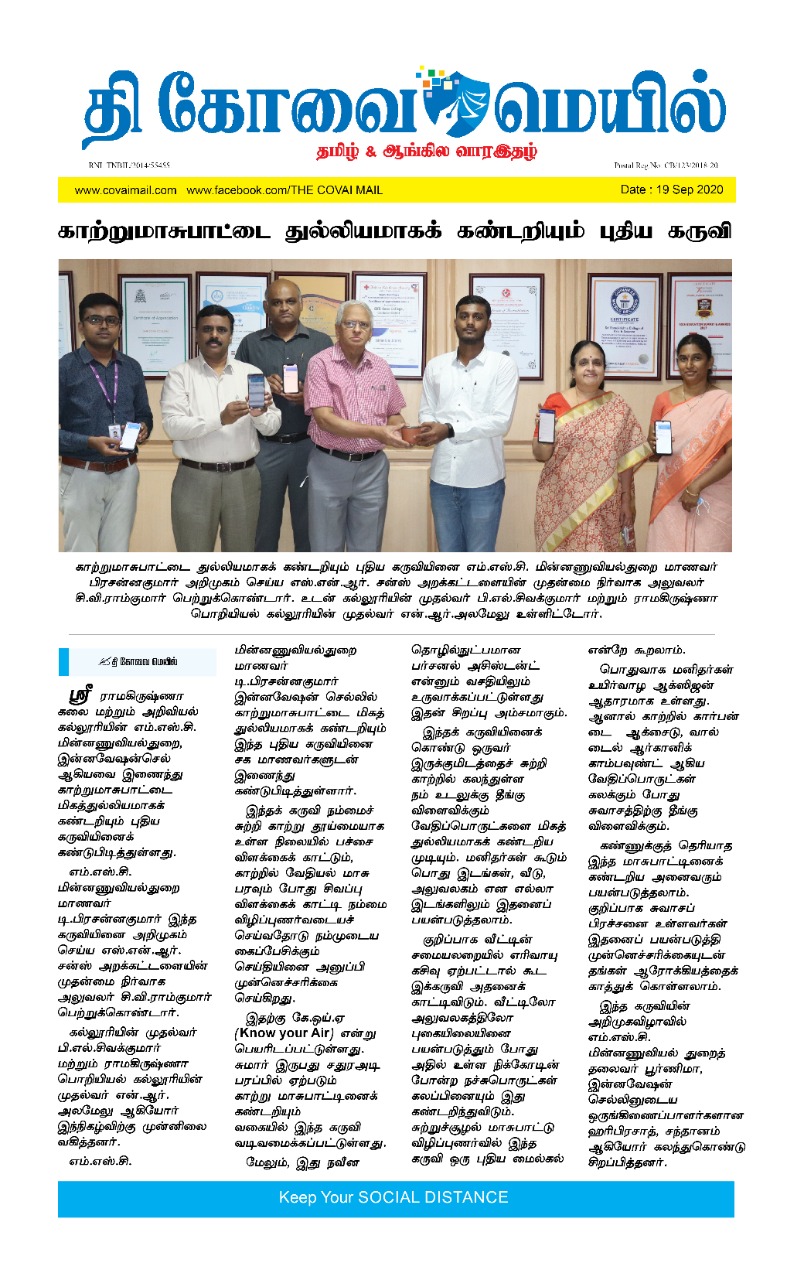 தி கோவை மெயில்
தமிழ் & ஆங்கில வாரஇதழ்
RNI. TNBIL/2014/55455
Postal Reg No. CB/123/2018-20
www.covaimail.com www.facebook.com/THE COVAI MAIL
Date : 19 Sep 2020
காற்றுமாசுபாட்டை துல்லியமாகக் கண்டறியும் புதிய கருவி
CERTIFICATE
காற்றுமாசுபாட்டை துல்லியமாகக் கண்டறியும் புதிய கருவியினை எம்.எஸ்.சி. மின்னணுவியல்துறை மாணவர்
பிரசன்னகுமார் அறிமுகம் செய்ய எஸ்.என்.ஆர். சன்ஸ் அறக்கட்டளையின் முதன்மை நிர்வாக அலுவலர்
சி.வி.ராம்குமார் பெற்றுக்கொண்டார். உடன் கல்லூரியின் முதல்வர் பி.எல்.சிவக்குமார் மற்றும் ராமகிருஷ்ணா
பொறியியல் கல்லூரியின் முதல்வர் என்.ஆர்.அலமேலு உள்ளிட்டோர்.
தி கோவை மெயில்
ஸ்ரீ ராமகிருஷ்ணா
கலை மற்றும் அறிவியல்
கல்லூரியின் எம்.எஸ்.சி.
மின்னணுவியல்துறை,
இன்னவேஷன்செல்
ஆகியவை இணைந்து
காற்றுமாசுபாட்டை
மிகத்துல்லியமாகக்
கண்டறியும் புதிய
கருவியினைக்
கண்டுபிடித்துள்ளது.
எம்.எஸ்.சி.
மின்னணுவியல்துறை
மாணவர்
டி.பிரசன்னகுமார் இந்த
கருவியினை அறிமுகம்
செய்ய எஸ்.என்.ஆர்.
சன்ஸ் அறக்கட்டளையின்
முதன்மை நிர்வாக
அலுவலர் சி.வி.ராம்குமார்
பெற்றுக்கொண்டார்.
கல்லூரியின் முதல்வர்
பி.எல்.சிவக்குமார்
மற்றும் ராமகிருஷ்ணா
பொறியியல் கல்லூரியின்
முதல்வர் என்.ஆர்.
அலமேலு ஆகியோர்
இந்நிகழ்விற்கு முன்னிலை
வகித்தனர்.
எம்.எஸ்.சி.
மின்னணுவியல்துறை
மாணவர்
டி.பிரசன்னகுமார்
இன்னவேஷன் செல்லில்
காற்றுமாசுபாட்டை மிகத்
துல்லியமாகக் கண்டறியும்
இந்த புதிய கருவியினை
சக மாணவர்களுடன்
இணைந்து
கண்டுபிடித்துள்ளார்.
இந்தக் கருவி நம்மைச்
சுற்றி காற்று தூய்மையாக
உள்ள நிலையில் பச்சை
விளக்கைக் காட்டும்,
காற்றில் வேதியல் மாசு
பரவும் போது சிவப்பு
விளக்கைக் காட்டி நம்மை
விழிப்புணர்வடையச்
செய்வதோடு நம்முடைய
கைப்பேசிக்கும்
செய்தியினை அனுப்பி
முன்னெச்சரிக்கை
செய்கிறது.
இதற்கு கே.ஒய்.ஏ
(Know your Air) என்று
பெயரிடப்பட்டுள்ளது.
சுமார் இருபது சதுரஅடி
பரப்பில் ஏற்படும்
காற்று மாசுபாட்டினைக்
கண்டறியும்
வகையில் இந்த கருவி
வடிவமைக்கப்பட்டுள்ளது.
மேலும், இது நவீன
தொழில்நுட்பமான
பர்சனல் அசிஸ்டன்ட்
என்னும் வசதியிலும்
உருவாக்கப்பட்டுள்ளது
இதன் சிறப்பு அம்சமாகும்.
இந்தக் கருவியினைக்
கொண்டு ஒருவர்
இருக்குமிடத்தைச் சுற்றி
காற்றில் கலந்துள்ள
நம் உடலுக்கு தீங்கு
விளைவிக்கும்
வேதிப்பொருட்களை மிகத்
துல்லியமாகக் கண்டறிய
முடியும். மனிதர்கள் கூடும்
பொது இடங்கள், வீடு,
அலுவலகம் என எல்லா
இடங்களிலும் இதனைப்
பயன்படுத்தலாம்.
குறிப்பாக வீட்டின்
சமையலறையில் எரிவாயு
கசிவு ஏற்பட்டால் கூட
இக்கருவி அதனைக்
காட்டிவிடும். வீட்டிலோ
அலுவலகத்திலோ
புகையிலையினை
பயன்படுத்தும் போது
அதில் உள்ள நிக்கோடின்
போன்ற நச்சுபொருட்கள்
கலப்பினையும் இது
கண்டறிந்துவிடும்.
சுற்றுச்சூழல் மாசுபாட்டு
விழிப்புணர்வில் இந்த
கருவி ஒரு புதிய மைல்கல்
என்றே கூறலாம்.
பொதுவாக மனிதர்கள்
உயிர்வாழ ஆக்ஸிஜன்
ஆதாரமாக உள்ளது.
ஆனால் காற்றில் கார்பன்
டை ஆக்சைடு, வால
டைல் ஆர்கானிக்
காம்பவுண்ட் ஆகிய
வேதிப்பொருட்கள்
கலக்கும் போது
சுவாசத்திற்கு தீங்கு
விளைவிக்கும்.
கண்ணுக்குத் தெரியாத
இந்த மாசுபாட்டினைக்
கண்டறிய அனைவரும்
பயன்படுத்தலாம்.
குறிப்பாக சுவாசப்
பிரச்சனை உள்ளவர்கள்
இதனைப் பயன்படுத்தி
முன்னெச்சரிக்கையுடன்
தங்கள் ஆரோக்கியத்தைக்
காத்துக் கொள்ளலாம்.
இந்த கருவியின்
அறிமுகவிழாவில்
எம்.எஸ்.சி.
மின்னணுவியல் துறைத்
தலைவர் பூர்ணிமா,
இன்னவேஷன்
செல்லினுடைய
ஒருங்கிணைப்பாளர்களான
ஹரிபிரசாத், சந்தானம்
ஆகியோர் கலந்துகொண்டு
சிறப்பித்தனர்.
Keep Your SOCIAL DISTANCE